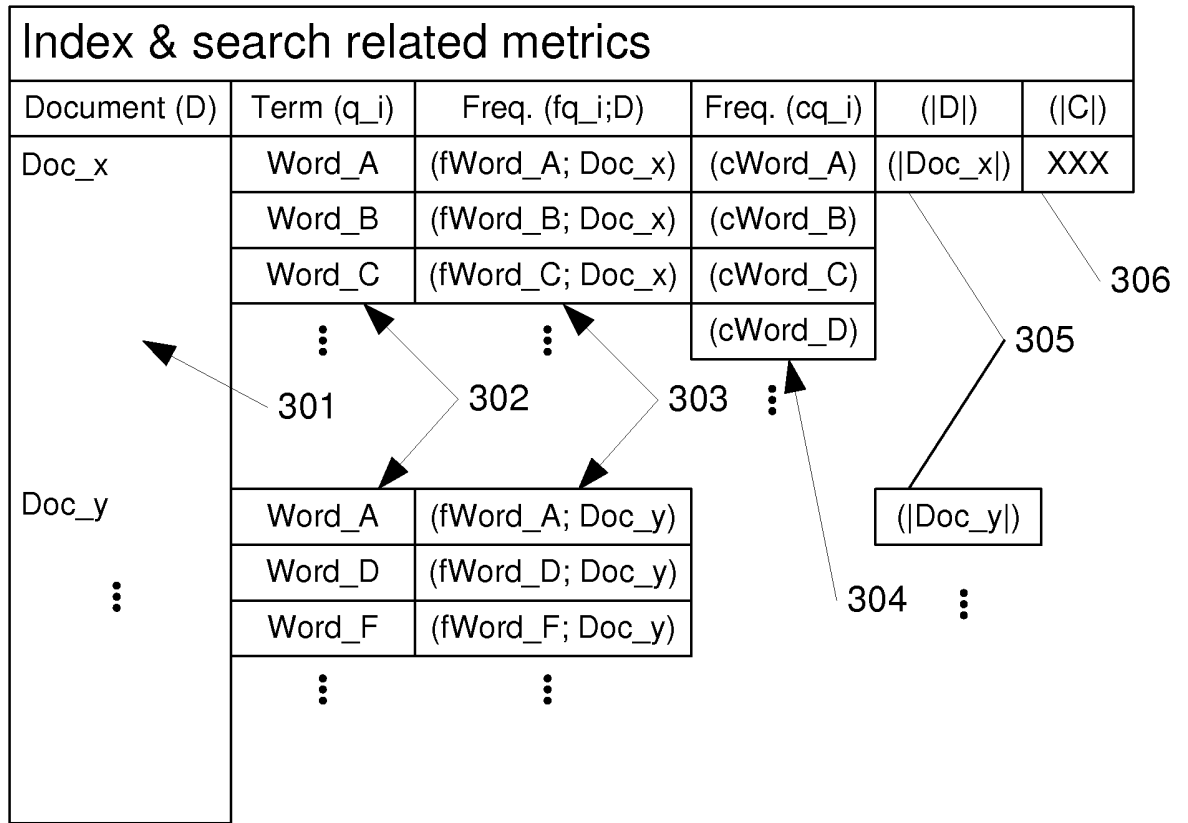 Index & search related metrics
Document (D) Term (q_i) Freq. (fq_i;D) Freq. (cq_i) (|D|) (|C|)
Doc_x Word_A (fWord_A; Doc_x) (cWord_A) (|Doc_x|) XXX
Word_B (fWord_B; Doc_x) (cWord_B)
Word_C (fWord_C; Doc_x) (cWord_C) 306
(cWord_D) 305
301 302 303
Doc_y Word_A (fWord_A; Doc_y) (|Doc_y|)
Word_D (fWord_D; Doc_y)
304
Word_F (fWord_F; Doc_y)